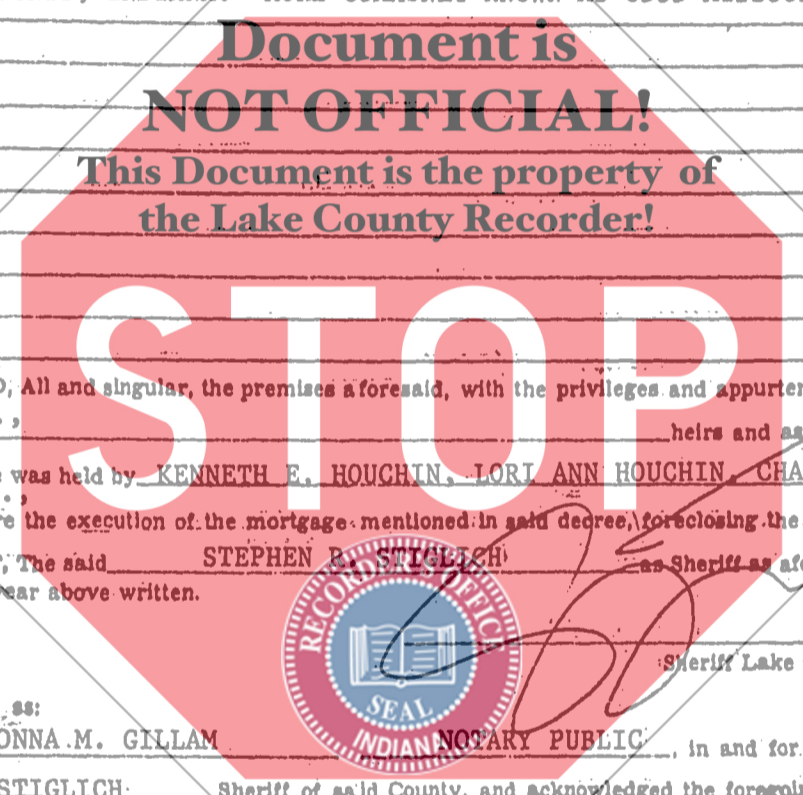 Document is
NOT OFFICIAL!
This Document is the property of
the Lake County Recorder!
STOP
All and singular, the premises aforesaid, with the privileges and appurten
heirs and as
was held by KENNETH E. HOUCHIN, LORI ANN HOUCHIN, CHA
e the execution of the mortgage mentioned in said decree, foreclosing the
The said STEPHEN R. STIGLICH as Sheriff as afo
ear above written.
RECORDER'S OFFICE
SEAL
INDIANA
Sheriff Lake
ss:
ONNA M. GILLAM NOTARY PUBLIC, in and for
STIGLICH Sheriff of said County, and acknowledged the foregoin